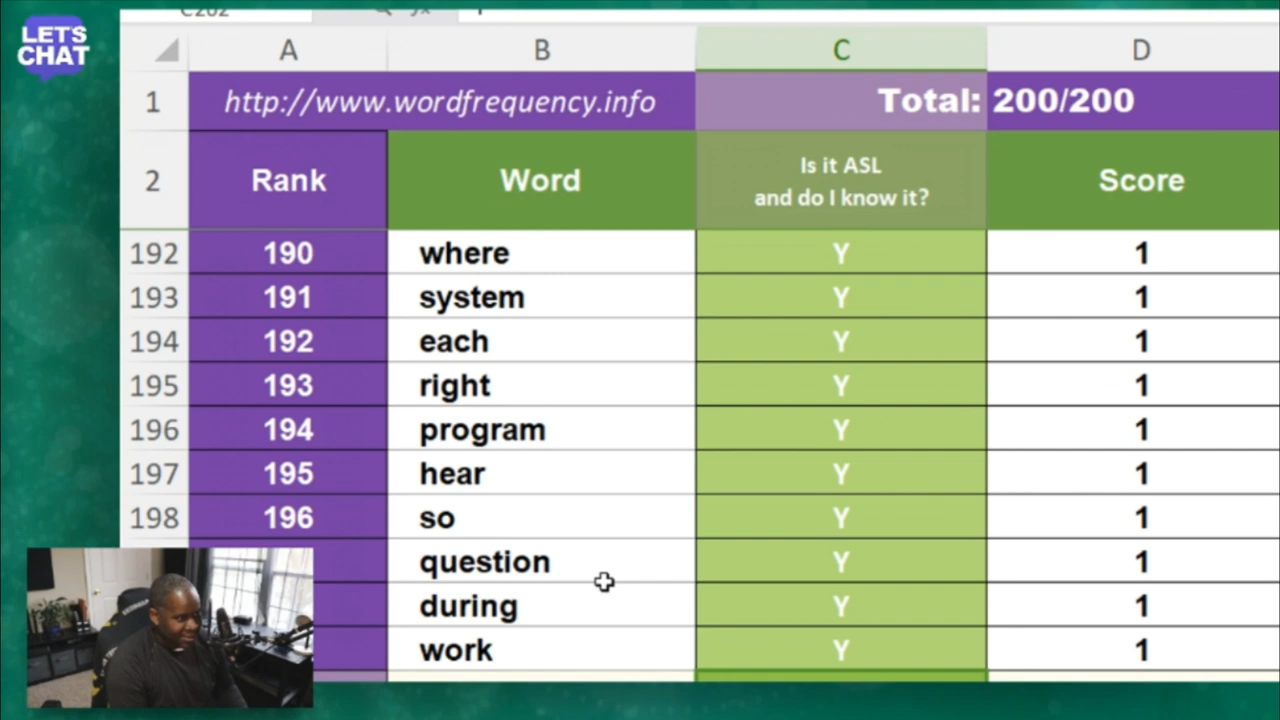 LET'S
CHAT
A B C D
1 http://www.wordfrequency.info Total: 200/200
2 Rank Word Is it ASL
and do I know it? Score
192 190 where Y 1
193 191 system Y 1
194 192 each Y 1
195 193 right Y 1
196 194 program Y 1
197 195 hear Y 1
198 196 so Y 1
question Y 1
during Y 1
work Y 1